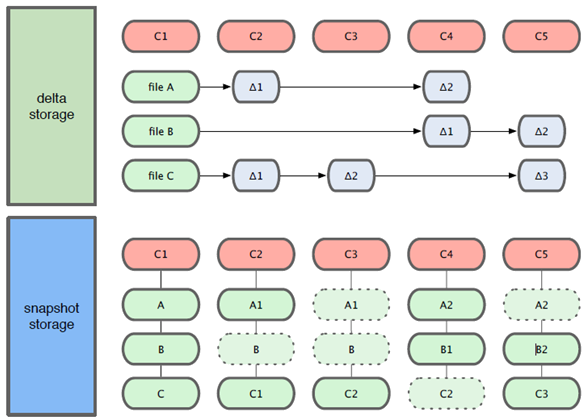 delta
storage
C1 C2 C3 C4 C5
file A Δ1 Δ2
file B Δ1 Δ2
file C Δ1 Δ2 Δ3
snapshot
storage
C1 C2 C3 C4 C5
A A1 A1 A2 A2
B B B B1 B2
C C1 C2 C2 C3